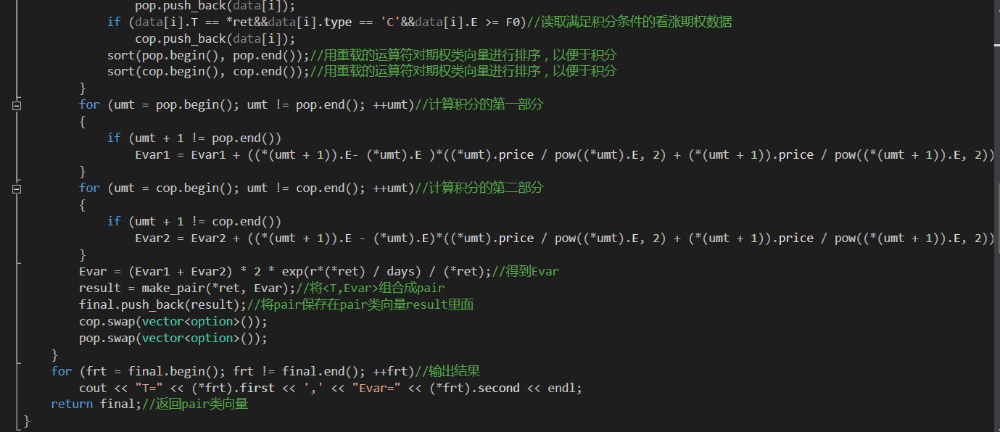 pop.push_back(data[i]);
if (data[i].T == *ret&&data[i].type == 'C'&&data[i].E >= F0)//读取满足积分条件的看涨期权数据
cop.push_back(data[i]);
sort(pop.begin(), pop.end());//用重载的运算符对期权类向量进行排序，以便于积分
sort(cop.begin(), cop.end());//用重载的运算符对期权类向量进行排序，以便于积分
}
for (umt = pop.begin(); umt != pop.end(); ++umt)//计算积分的第一部分
{
if (umt + 1 != pop.end())
Evar1 = Evar1 + ((*(umt + 1)).E- (*umt).E )*((*umt).price / pow((*umt).E, 2) + (*(umt + 1)).price / pow((*(umt + 1)).E, 2))
}
for (umt = cop.begin(); umt != cop.end(); ++umt)//计算积分的第二部分
{
if (umt + 1 != cop.end())
Evar2 = Evar2 + ((*(umt + 1)).E - (*umt).E)*((*umt).price / pow((*umt).E, 2) + (*(umt + 1)).price / pow((*(umt + 1)).E, 2))
}
Evar = (Evar1 + Evar2) * 2 * exp(r*(*ret) / days) / (*ret);//得到Evar
result = make_pair(*ret, Evar);//将<T,Evar>组合成pair
final.push_back(result);//将pair保存在pair类向量result里面
cop.swap(vector<option>());
pop.swap(vector<option>());
}
for (frt = final.begin(); frt != final.end(); ++frt)//输出结果
cout << "T=" << (*frt).first << ',' << "Evar=" << (*frt).second << endl;
return final;//返回pair类向量
}